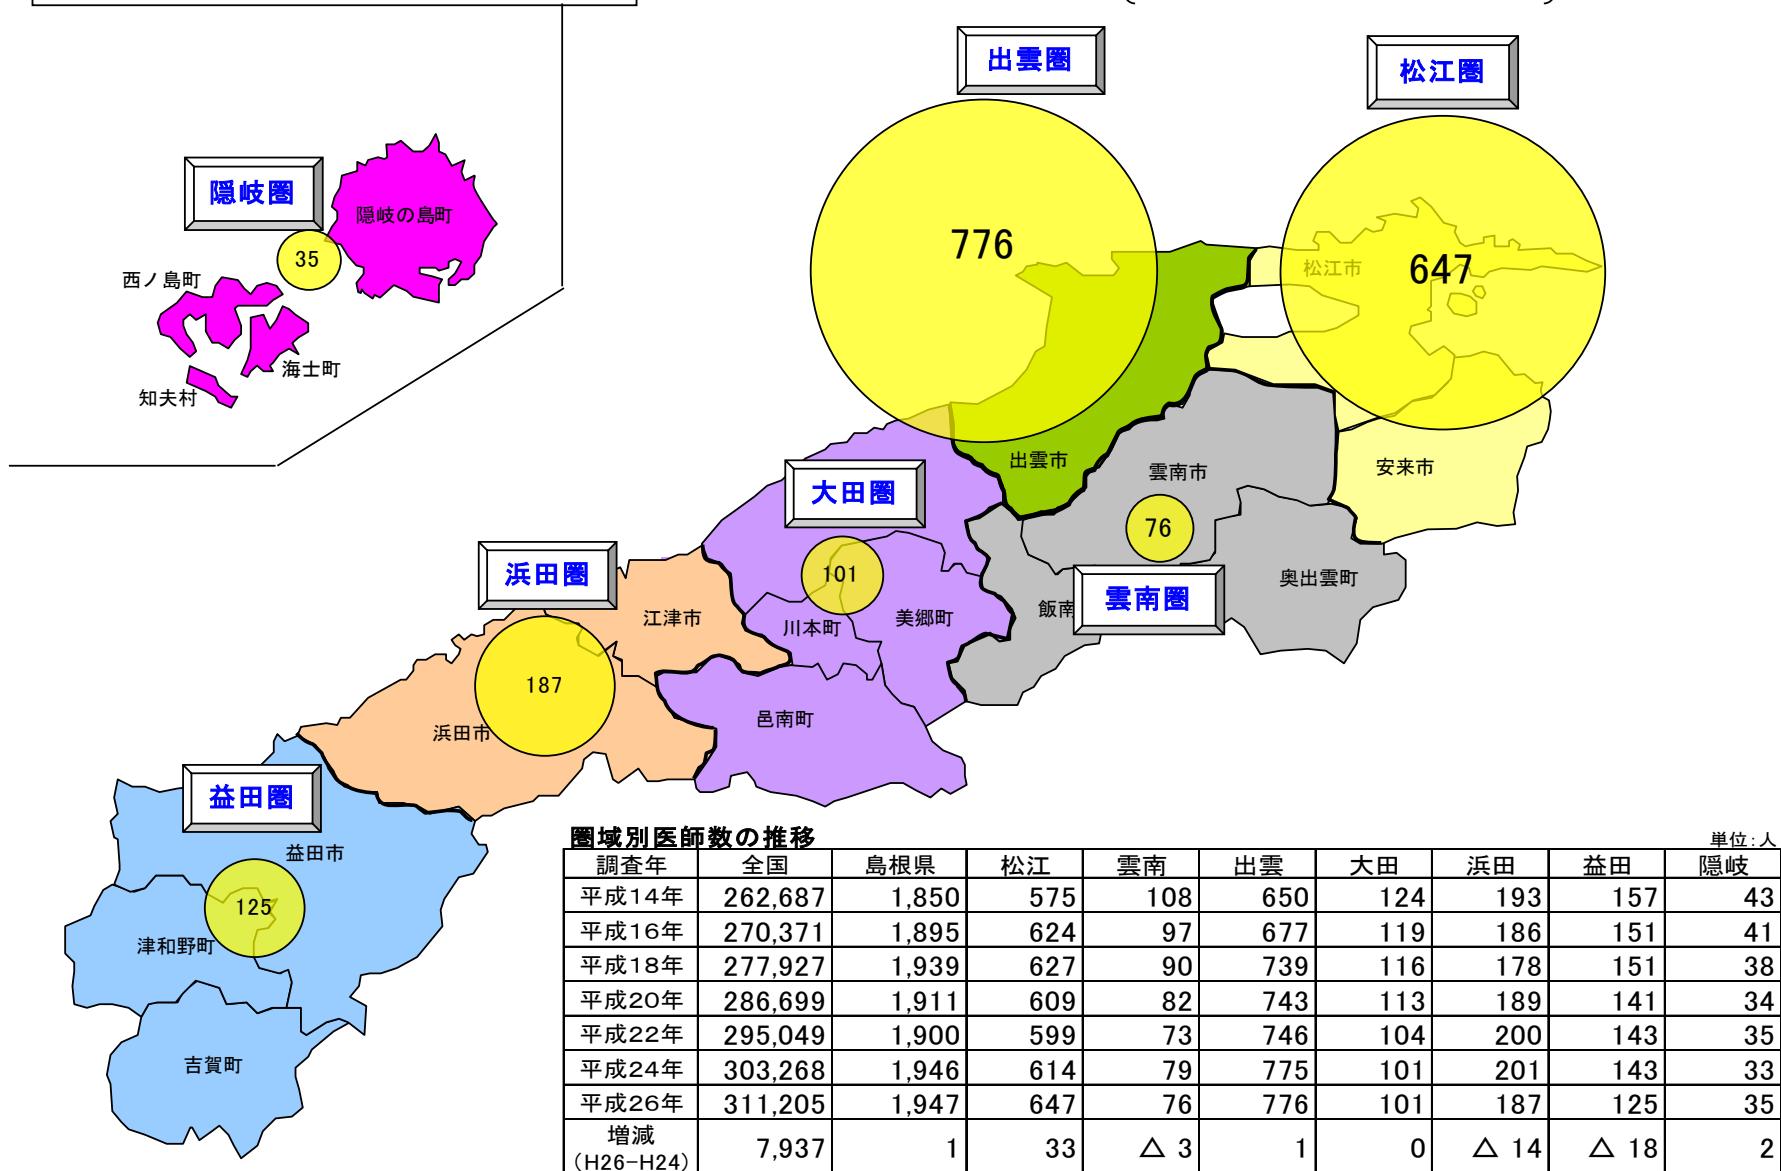 出雲圏
松江圏
隠岐圏
隠岐の島町
776
35
647
松江市
西ノ島町
海士町
知夫村
出雲市
雲南市
安来市
大田圏
76
浜田圏
101
奥出雲町
雲南圏
飯南
江津市
川本町
美郷町
187
邑南町
浜田市
益田圏
益田市
125
津和野町
吉賀町
圏域別医師数の推移
単位:人
調査年 全国 島根県 松江 雲南 出雲 大田 浜田 益田 隠岐
平成14年 262,687 1,850 575 108 650 124 193 157 43
平成16年 270,371 1,895 624 97 677 119 186 151 41
平成18年 277,927 1,939 627 90 739 116 178 151 38
平成20年 286,699 1,911 609 82 743 113 189 141 34
平成22年 295,049 1,900 599 73 746 104 200 143 35
平成24年 303,268 1,946 614 79 775 101 201 143 33
平成26年 311,205 1,947 647 76 776 101 187 125 35
増減
(H26-H24) 7,937 1 33 △ 3 1 0 △ 14 △ 18 2